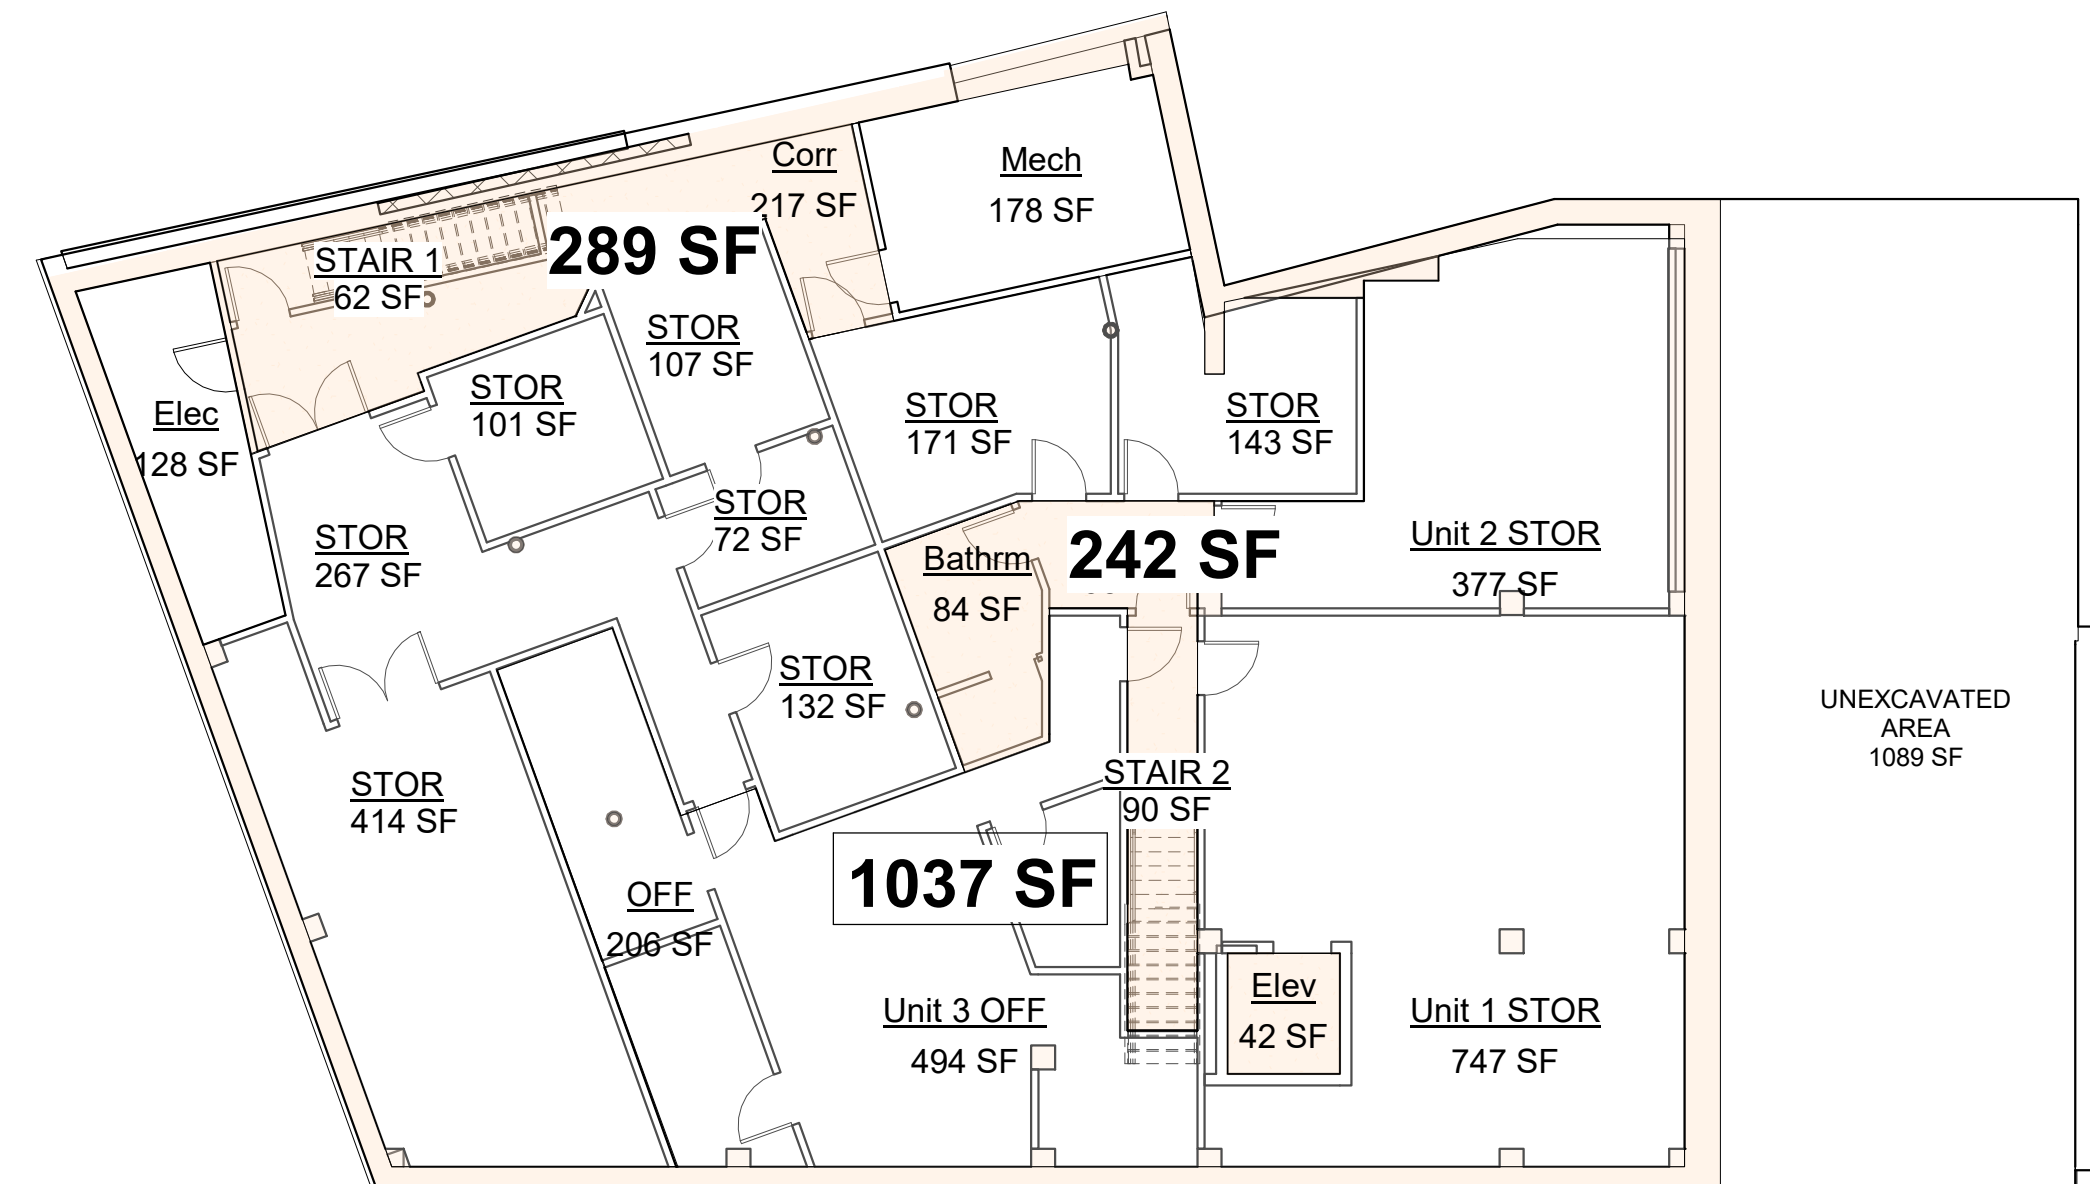 Corr
217 SF
Mech
178 SF
289 SF
STAIR 1
62 SF
STOR
107 SF
STOR
101 SF
Elec
128 SF
STOR
171 SF
STOR
143 SF
STOR
72 SF
STOR
267 SF
Bathrm
84 SF
242 SF
Unit 2 STOR
377 SF
STOR
132 SF
UNEXCAVATED
AREA
1089 SF
STOR
414 SF
STAIR 2
90 SF
1037 SF
OFF
206 SF
Unit 3 OFF
494 SF
Elev
42 SF
Unit 1 STOR
747 SF